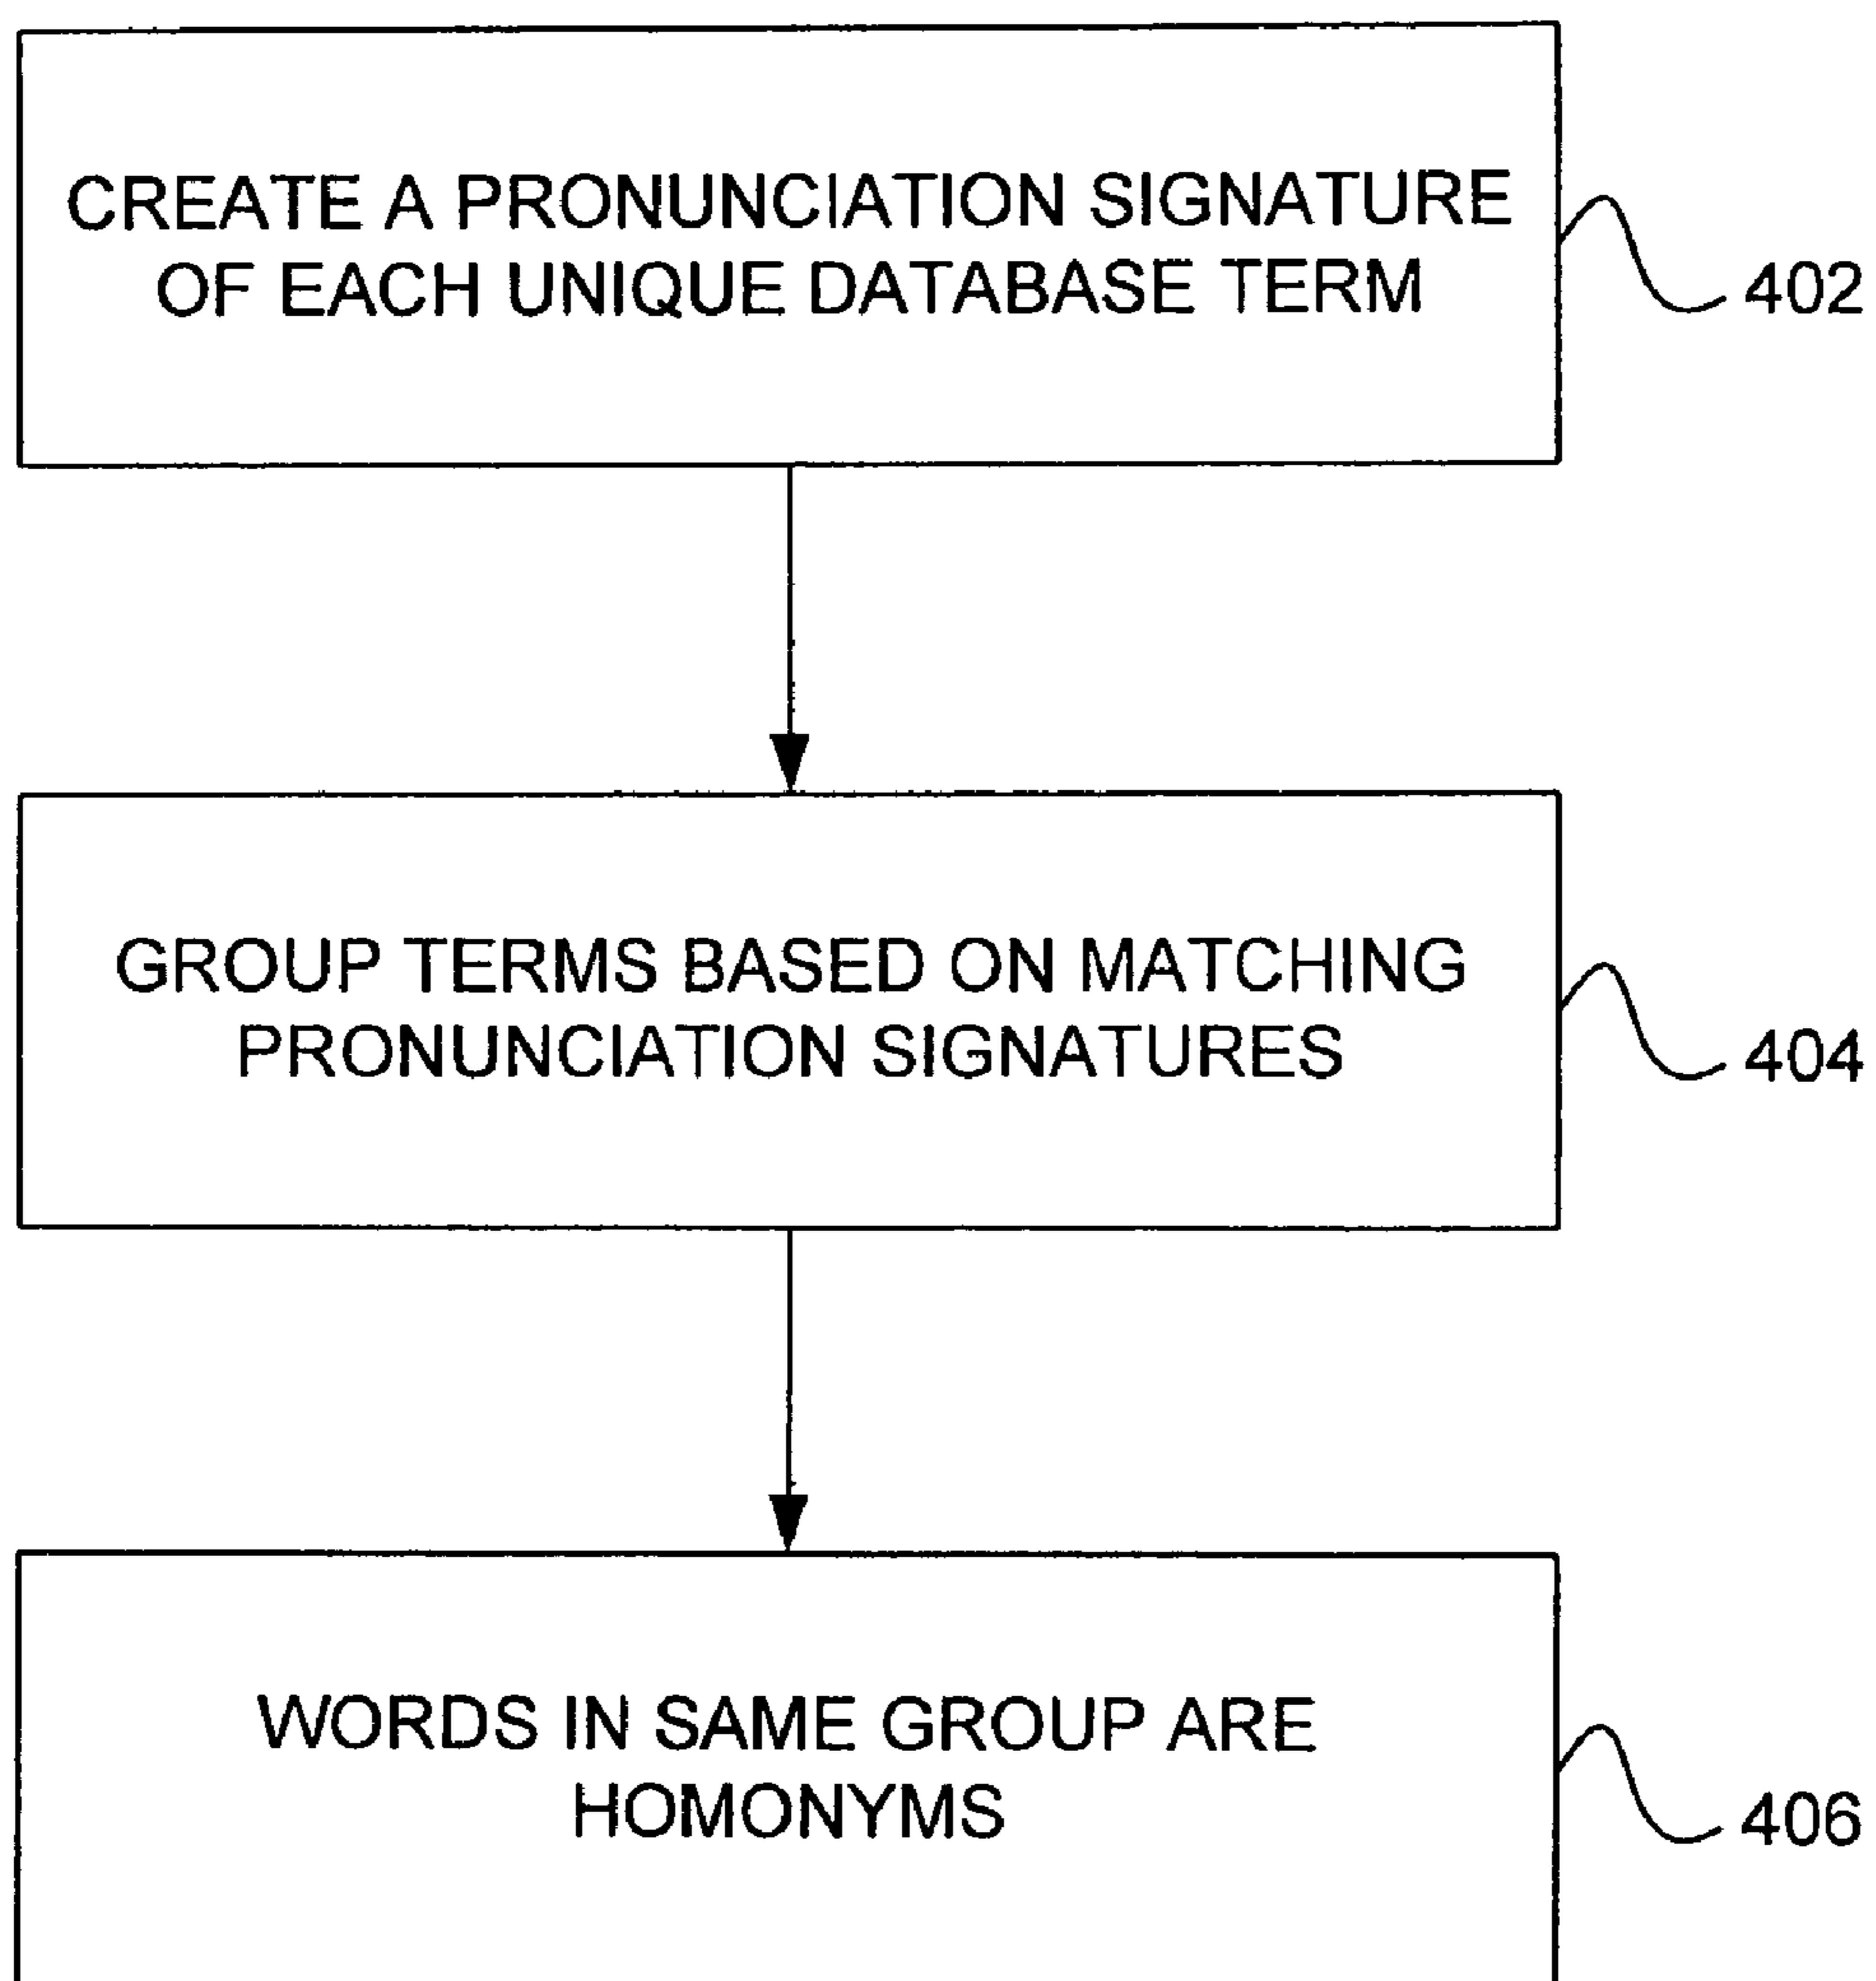 CREATE A PRONUNCIATION SIGNATURE
OF EACH UNIQUE DATABASE TERM
402
GROUP TERMS BASED ON MATCHING
PRONUNCIATION SIGNATURES
404
WORDS IN SAME GROUP ARE
HOMONYMS
406